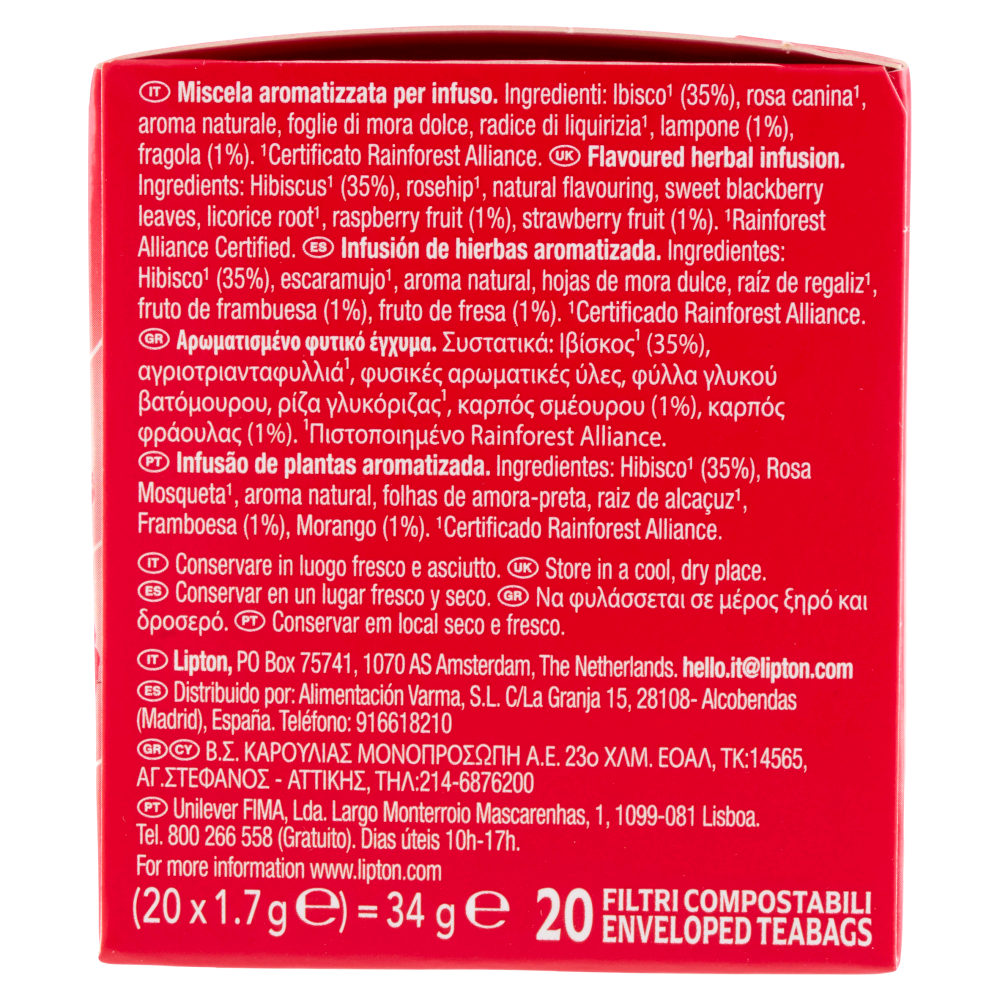 IT Miscela aromatizzata per infuso. Ingredienti: Ibisco¹ (35%), rosa canina¹,
aroma naturale, foglie di mora dolce, radice di liquirizia¹, lampone (1%),
fragola (1%). ¹Certificato Rainforest Alliance. UK Flavoured herbal infusion.
Ingredients: Hibiscus¹ (35%), rosehip¹, natural flavouring, sweet blackberry
leaves, licorice root¹, raspberry fruit (1%), strawberry fruit (1%). ¹Rainforest
Alliance Certified. ES Infusión de hierbas aromatizada. Ingredientes:
Hibisco¹ (35%), escaramujo¹, aroma natural, hojas de mora dulce, raíz de regaliz¹,
fruto de frambuesa (1%), fruto de fresa (1%). ¹Certificado Rainforest Alliance.
GR Αρωματισμένο φυτικό έγχυμα. Συστατικά: Ιβίσκος¹ (35%),
αγριοτριανταφυλλιά¹, φυσικές αρωματικές ύλες, φύλλα γλυκού
βατόμουρου, ρίζα γλυκόριζας¹, καρπός σμέουρου (1%), καρπός
φράουλας (1%). ¹Πιστοποιημένο Rainforest Alliance.
PT Infusão de plantas aromatizada. Ingredientes: Hibisco¹ (35%), Rosa
Mosqueta¹, aroma natural, folhas de amora-preta, raiz de alcaçuz¹,
Framboesa (1%), Morango (1%). ¹Certificado Rainforest Alliance.
IT Conservare in luogo fresco e asciutto. UK Store in a cool, dry place.
ES Conservar en un lugar fresco y seco. GR Να φυλάσσεται σε μέρος ξηρό και
δροσερό. PT Conservar em local seco e fresco.
IT Lipton, PO Box 75741, 1070 AS Amsterdam, The Netherlands. hello.it@lipton.com
ES Distribuido por: Alimentación Varma, S.L. C/La Granja 15, 28108- Alcobendas
(Madrid), España. Teléfono: 916618210
GR CY Β.Σ. ΚΑΡΟΥΛΙΑΣ ΜΟΝΟΠΡΟΣΩΠΗ Α.Ε. 23ο ΧΛΜ. ΕΟΑΛ, ΤΚ:14565,
ΑΓ.ΣΤΕΦΑΝΟΣ - ΑΤΤΙΚΗΣ, ΤΗΛ:214-6876200
PT Unilever FIMA, Lda. Largo Monterroio Mascarenhas, 1, 1099-081 Lisboa.
Tel. 800 266 558 (Gratuito). Dias úteis 10h-17h.
For more information www.lipton.com
(20 x 1.7 g ℮) = 34 g ℮ 20 FILTRI COMPOSTABILI
ENVELOPED TEABAGS